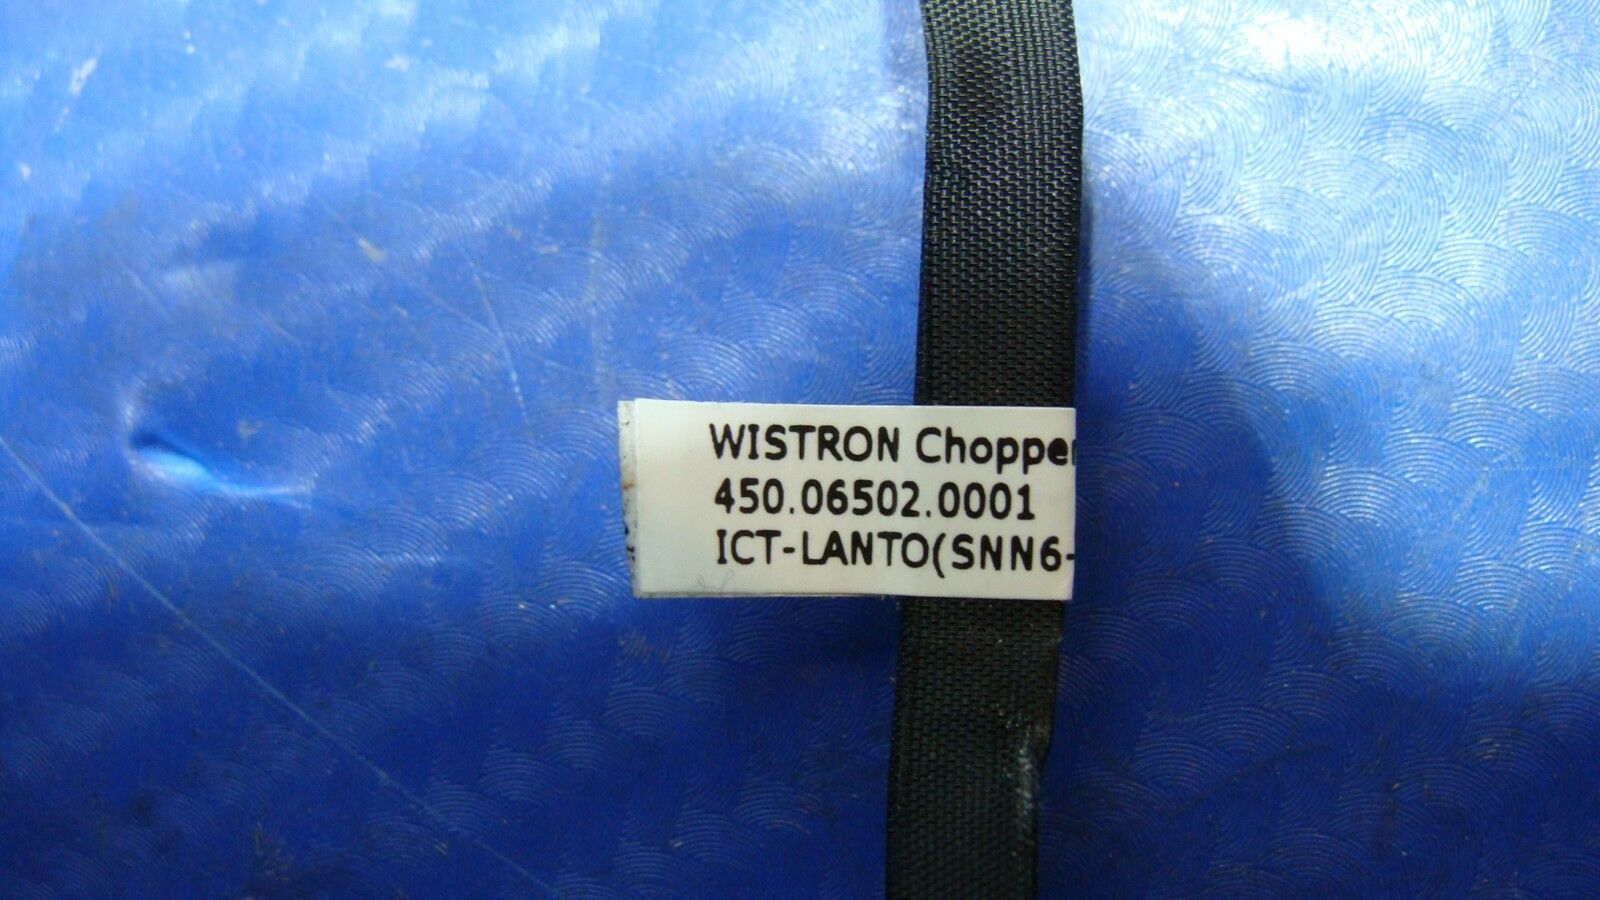 WISTRON Chopper
450.06502.0001
ICT-LANTO(SNN6-